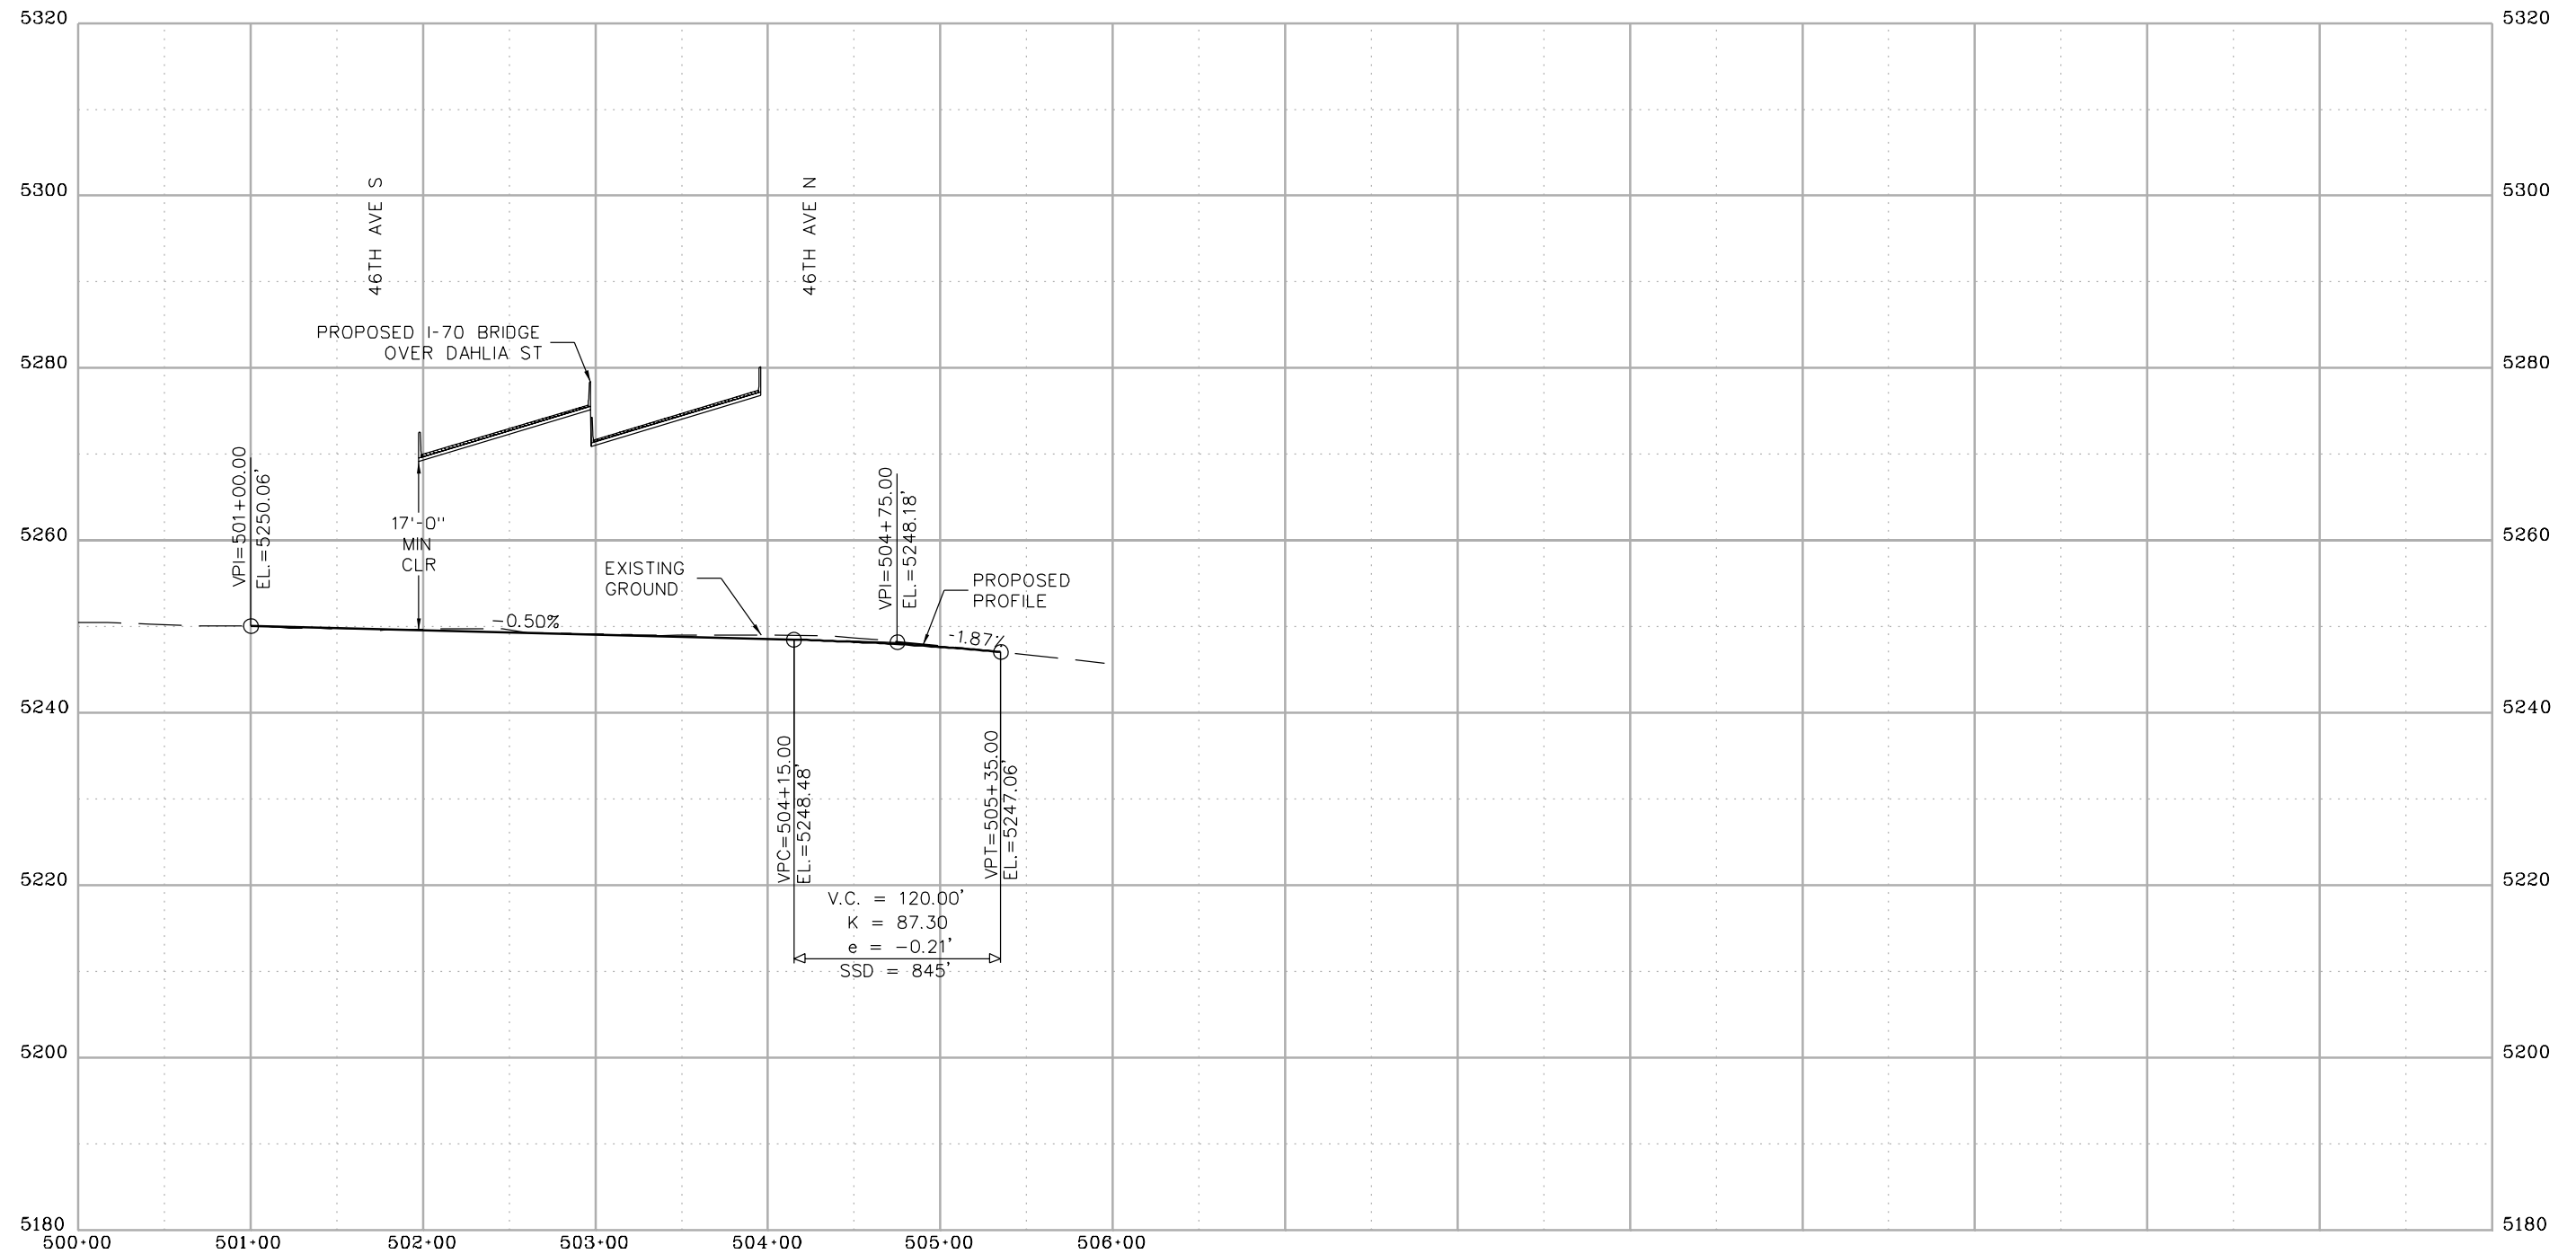 5320
5320
5300
46TH AVE S
46TH AVE N
5300
PROPOSED I-70 BRIDGE
OVER DAHLIA ST
5280
5280
VPI=501+00.00
EL.=5250.06'
17'-0"
MIN
CLR
VPI=504+75.00
EL.=5248.18'
5260
5260
EXISTING
GROUND
PROPOSED
PROFILE
-0.50%
-1.87%
5240
5240
VPC=504+15.00
EL.=5248.48'
VPT=505+35.00
EL.=5247.06'
5220
5220
V.C. = 120.00'
K = 87.30
e = -0.21'
SSD = 845'
5200
5200
5180
5180
500+00 501+00 502+00 503+00 504+00 505+00 506+00